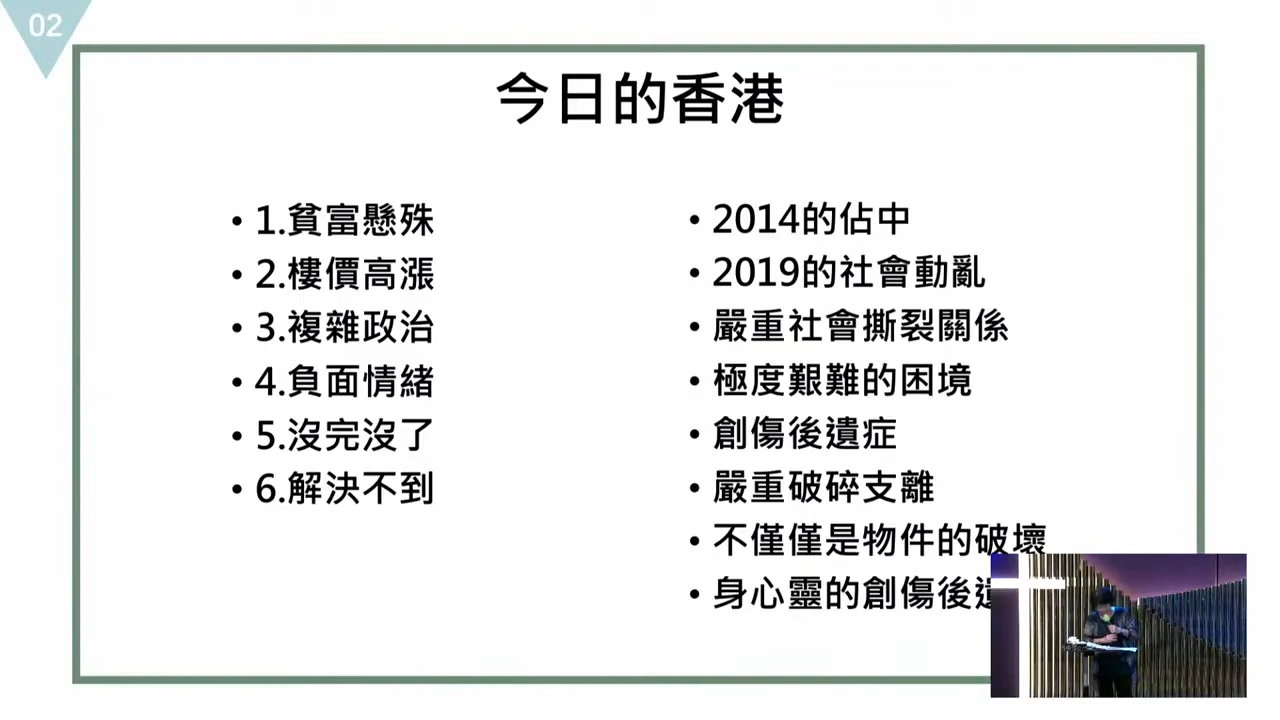 02
今日的香港
• 1.貧富懸殊
• 2.樓價高漲
• 3.複雜政治
• 4.負面情緒
• 5.沒完沒了
• 6.解決不到
• 2014的佔中
• 2019的社會動亂
• 嚴重社會撕裂關係
• 極度艱難的困境
• 創傷後遺症
• 嚴重破碎支離
• 不僅僅是物件的破壞
• 身心靈的創傷後